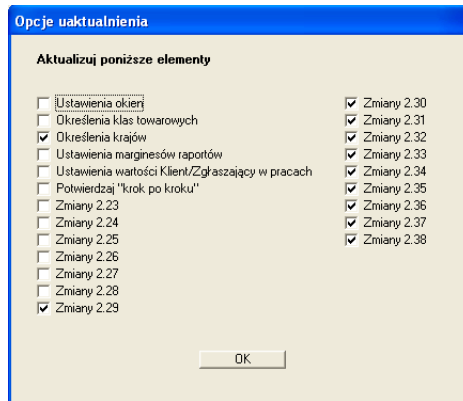 Opcje uaktualnienia
Aktualizuj poniższe elementy
Ustawienia okien
Określenia klas towarowych
Określenia krajów
Ustawienia marginesów raportów
Ustawienia wartości Klient/Zgłaszający w pracach
Potwierdzaj "krok po kroku"
Zmiany 2.23
Zmiany 2.24
Zmiany 2.25
Zmiany 2.26
Zmiany 2.27
Zmiany 2.28
Zmiany 2.29
Zmiany 2.30
Zmiany 2.31
Zmiany 2.32
Zmiany 2.33
Zmiany 2.34
Zmiany 2.35
Zmiany 2.36
Zmiany 2.37
Zmiany 2.38
OK